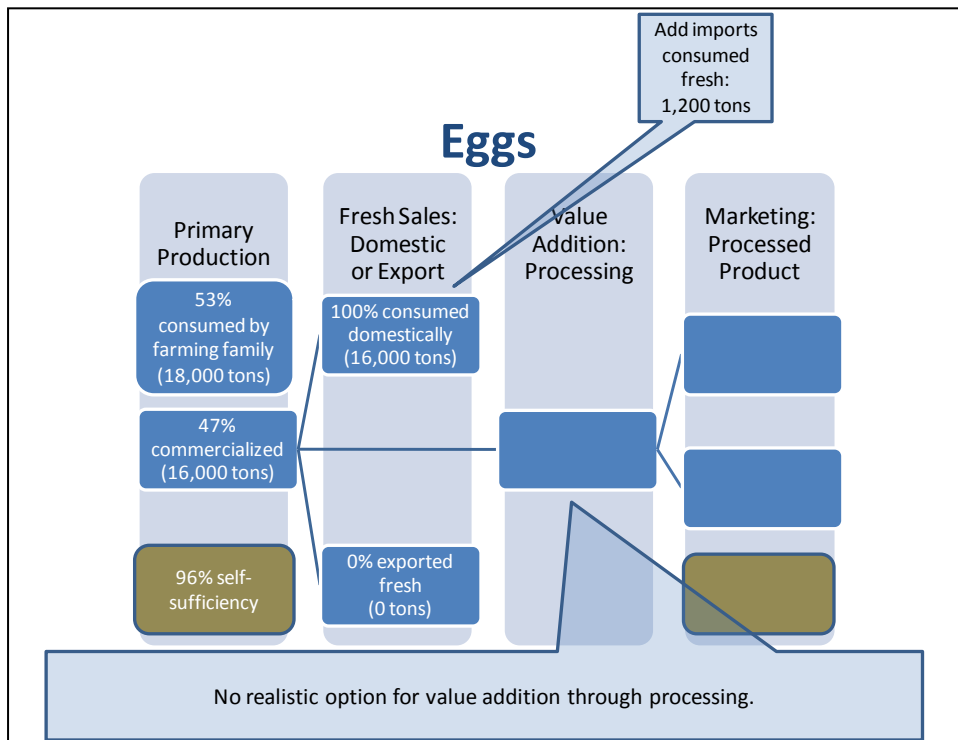 Add imports
consumed
fresh:
1,200 tons
Eggs
Primary
Production
53%
consumed by
farming family
(18,000 tons)
47%
commercialized
(16,000 tons)
96% self-
sufficiency
Fresh Sales:
Domestic
or Export
100% consumed
domestically
(16,000 tons)
0% exported
fresh
(0 tons)
Value
Addition:
Processing
Marketing:
Processed
Product
No realistic option for value addition through processing.